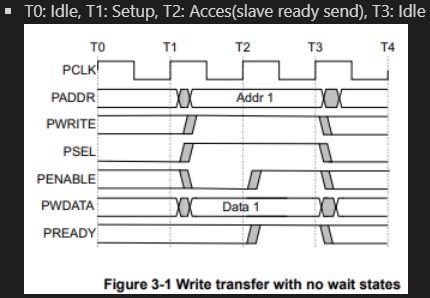 T0: Idle, T1: Setup, T2: Acces(slave ready send), T3: Idle
T0 T1 T2 T3 T4
PCLK
PADDR Addr 1
PWRITE
PSEL
PENABLE
PWDATA Data 1
PREADY
Figure 3-1 Write transfer with no wait states